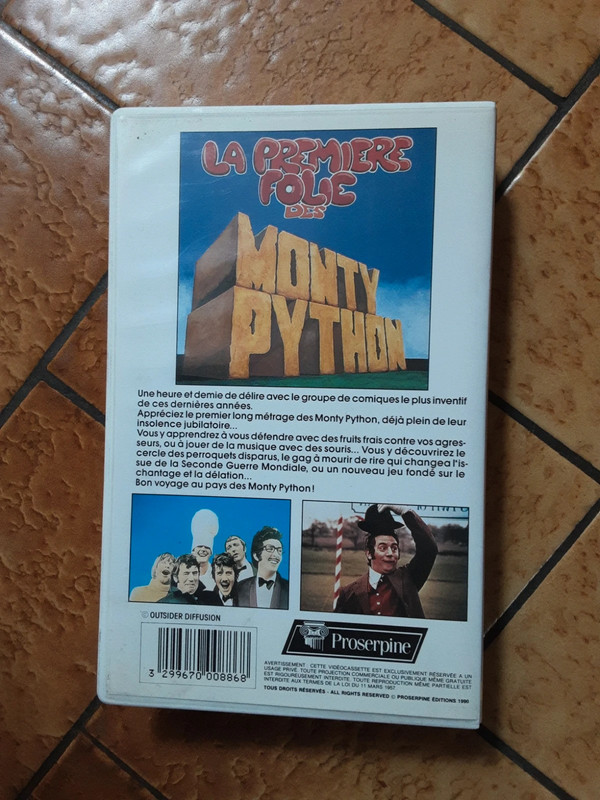 LA PREMIERE
FOLIE
DES
MONTY
PYTHON
Une heure et demie de délire avec le groupe de comiques le plus inventif
de ces dernières années.
Appréciez le premier long métrage des Monty Python, déjà plein de leur
insolence jubilatoire...
Vous y apprendrez à vous défendre avec des fruits frais contre vos agres-
seurs, ou à jouer de la musique avec des souris... Vous y découvrirez le
cercle des perroquets disparus, le gag à mourir de rire qui changea l'is-
sue de la Seconde Guerre Mondiale, ou un nouveau jeu fondé sur le
chantage et la délation...
Bon voyage au pays des Monty Python!
© OUTSIDER DIFFUSION
Proserpine
3 299670 008868
AVERTISSEMENT : CETTE VIDÉOCASSETTE EST EXCLUSIVEMENT RÉSERVÉE A UN
USAGE PRIVÉ. TOUTE PROJECTION COMMERCIALE OU PUBLIQUE MÊME GRATUITE
EST RIGOUREUSEMENT INTERDITE. TOUTE REPRODUCTION MÊME PARTIELLE EST
INTERDITE AUX TERMES DE LA LOI DU 11 MARS 1957
TOUS DROITS RÉSERVÉS - ALL RIGHTS RESERVED © PROSERPINE ÉDITIONS 1990